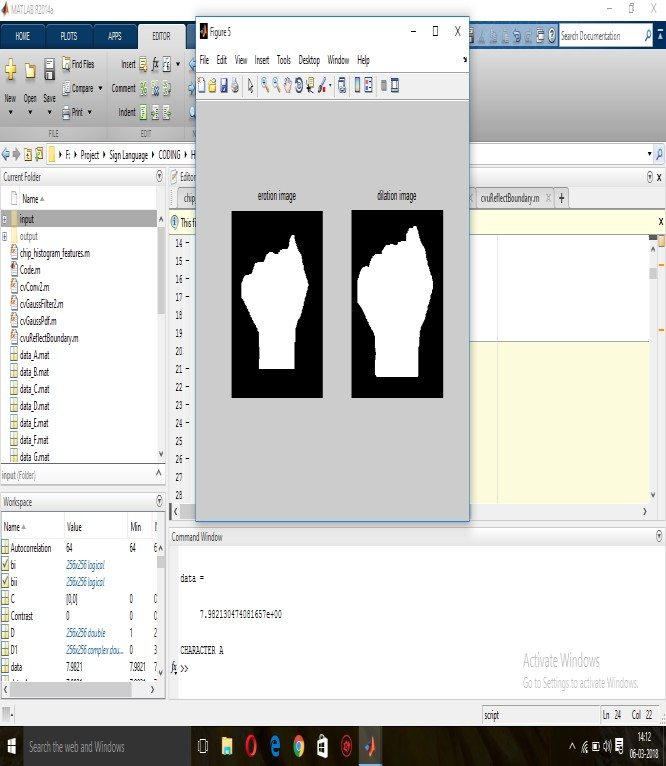 MATLAB R2014a
Figure 5
HOME PLOTS APPS EDITOR
Search Documentation
File Edit View Insert Tools Desktop Window Help
New Open Save
Find Files
Compare
Print
Insert
Comment
Indent
FILE
EDIT
F: Project Sign Language CODING
Current Folder
Name
input
output
chip_histogram_features.m
Code.m
cvConv2.m
cvGaussFilter2.m
cvGaussPdf.m
cvuReflectBoundary.m
data_A.mat
data_B.mat
data_C.mat
data_D.mat
data_E.mat
data_F.mat
data_G.mat
input (Folder)
Editor
chip
cvuReflectBoundary.m
This fi
erotion image
dilation image
14 -
15 -
16 -
17 -
18 -
19
20
21 -
22 -
23 -
24 -
25
26
27
28
Workspace
Name Value Min
Autocorrelation 64 64
bi 256x256 logical
bii 256x256 logical
C [0,0] 0
Contrast 0 0
D 256x256 double 1
D1 256x256 complex dou... 0
data 7.9821 7.9821
Command Window
data =
7.982130474081657e+00
CHARACTER A
fx >>
Activate Windows
Go to Settings to activate Windows.
script
Ln 24 Col 22
Search the web and Windows
14:12
06-03-2018